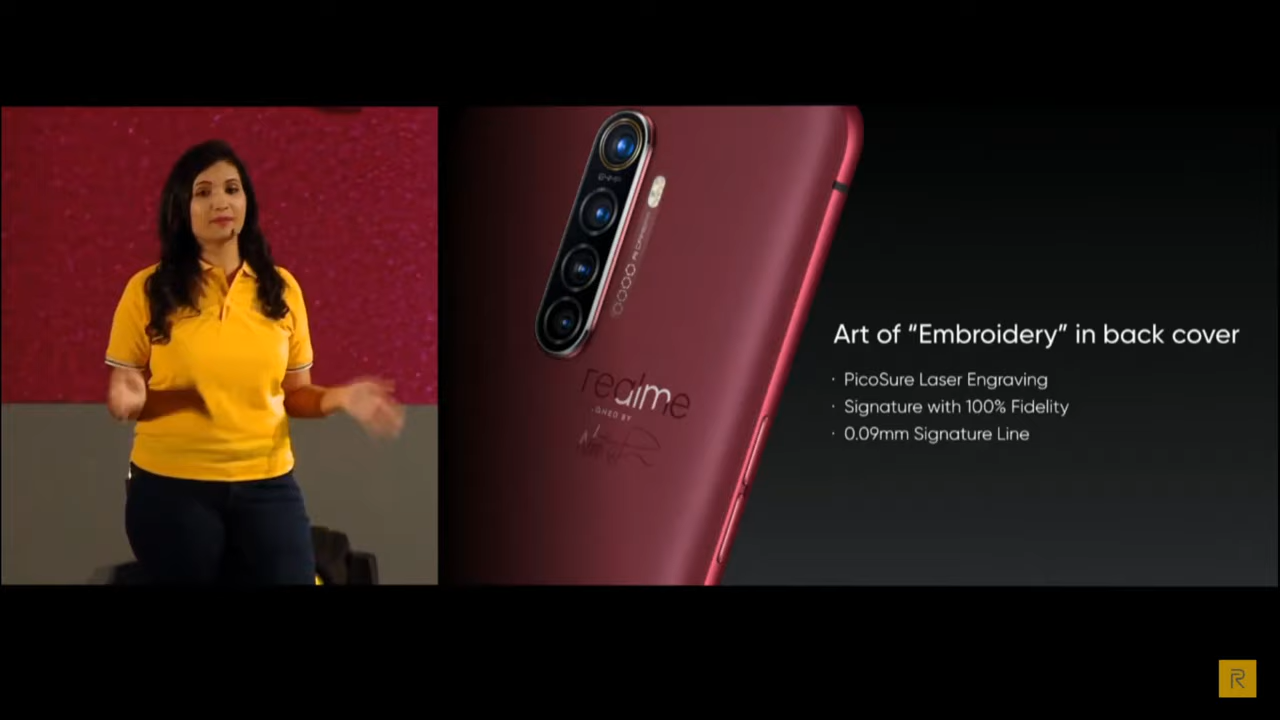 realme
Art of “Embroidery” in back cover
· PicoSure Laser Engraving
· Signature with 100% Fidelity
· 0.09mm Signature Line
R